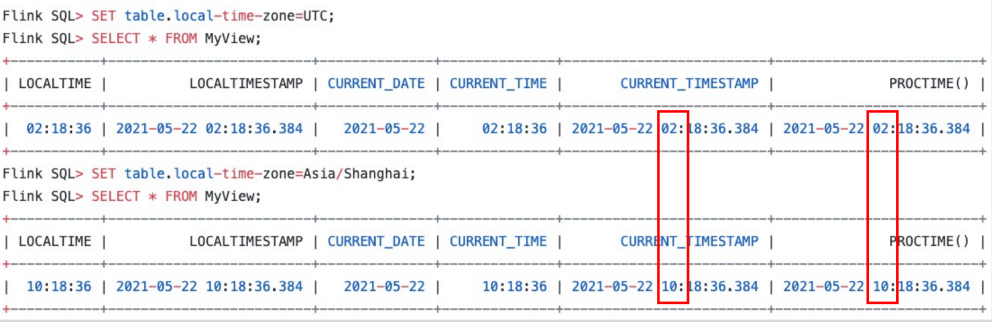 Flink SQL> SET table.local-time-zone=UTC;
Flink SQL> SELECT * FROM MyView;
+-----------+-------------------------+--------------+--------------+-------------------------+-------------------------+
| LOCALTIME | LOCALTIMESTAMP | CURRENT_DATE | CURRENT_TIME | CURRENT_TIMESTAMP | PROCTIME() |
+-----------+-------------------------+--------------+--------------+-------------------------+-------------------------+
| 02:18:36 | 2021-05-22 02:18:36.384 | 2021-05-22 | 02:18:36 | 2021-05-22 02:18:36.384 | 2021-05-22 02:18:36.384 |
+-----------+-------------------------+--------------+--------------+-------------------------+-------------------------+
Flink SQL> SET table.local-time-zone=Asia/Shanghai;
Flink SQL> SELECT * FROM MyView;
+-----------+-------------------------+--------------+--------------+-------------------------+-------------------------+
| LOCALTIME | LOCALTIMESTAMP | CURRENT_DATE | CURRENT_TIME | CURRENT_TIMESTAMP | PROCTIME() |
+-----------+-------------------------+--------------+--------------+-------------------------+-------------------------+
| 10:18:36 | 2021-05-22 10:18:36.384 | 2021-05-22 | 10:18:36 | 2021-05-22 10:18:36.384 | 2021-05-22 10:18:36.384 |
+-----------+-------------------------+--------------+--------------+-------------------------+-------------------------+